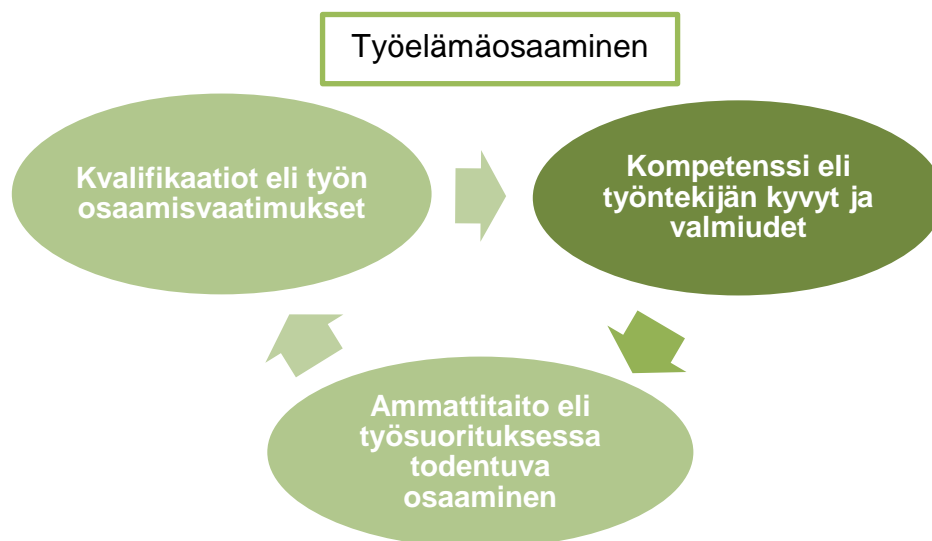 Työelämäosaaminen
Kvalifikaatiot eli työn
osaamisvaatimukset
Kompetenssi eli
työntekijän kyvyt ja
valmiudet
Ammattitaito eli
työsuorituksessa
todentuva
osaaminen